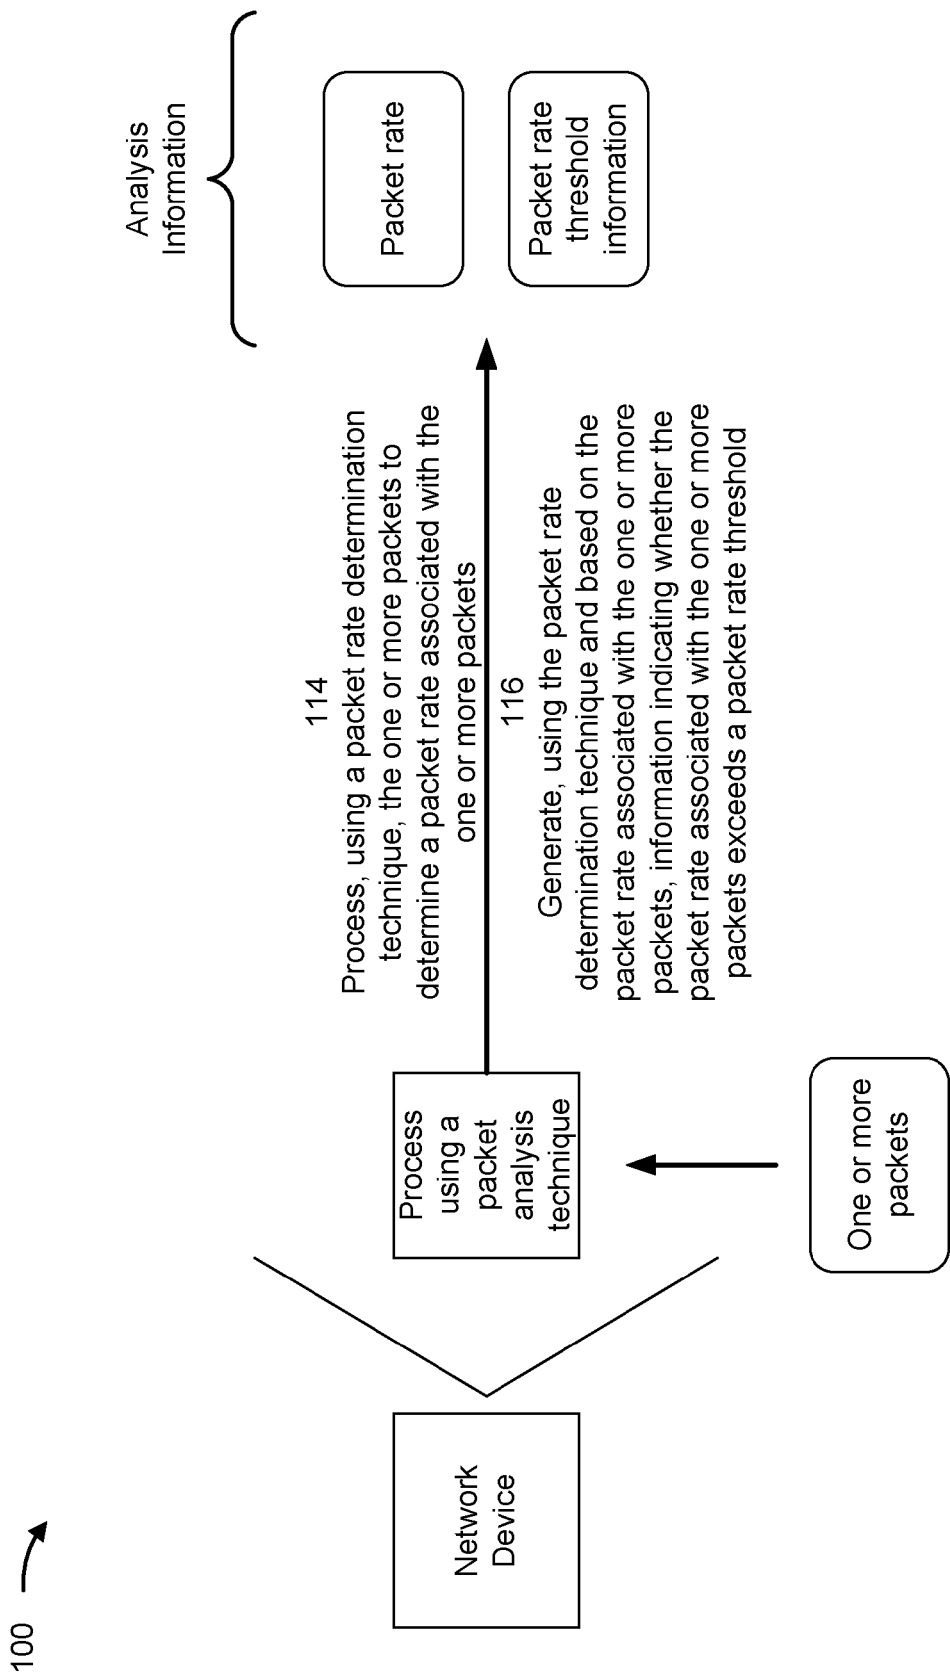 100
Network
Device
Process
using a
packet
analysis
technique
One or more
packets
114
Process, using a packet rate determination
technique, the one or more packets to
determine a packet rate associated with the
one or more packets
116
Generate, using the packet rate
determination technique and based on the
packet rate associated with the one or more
packets, information indicating whether the
packet rate associated with the one or more
packets exceeds a packet rate threshold
Analysis
Information
Packet rate
Packet rate
threshold
information